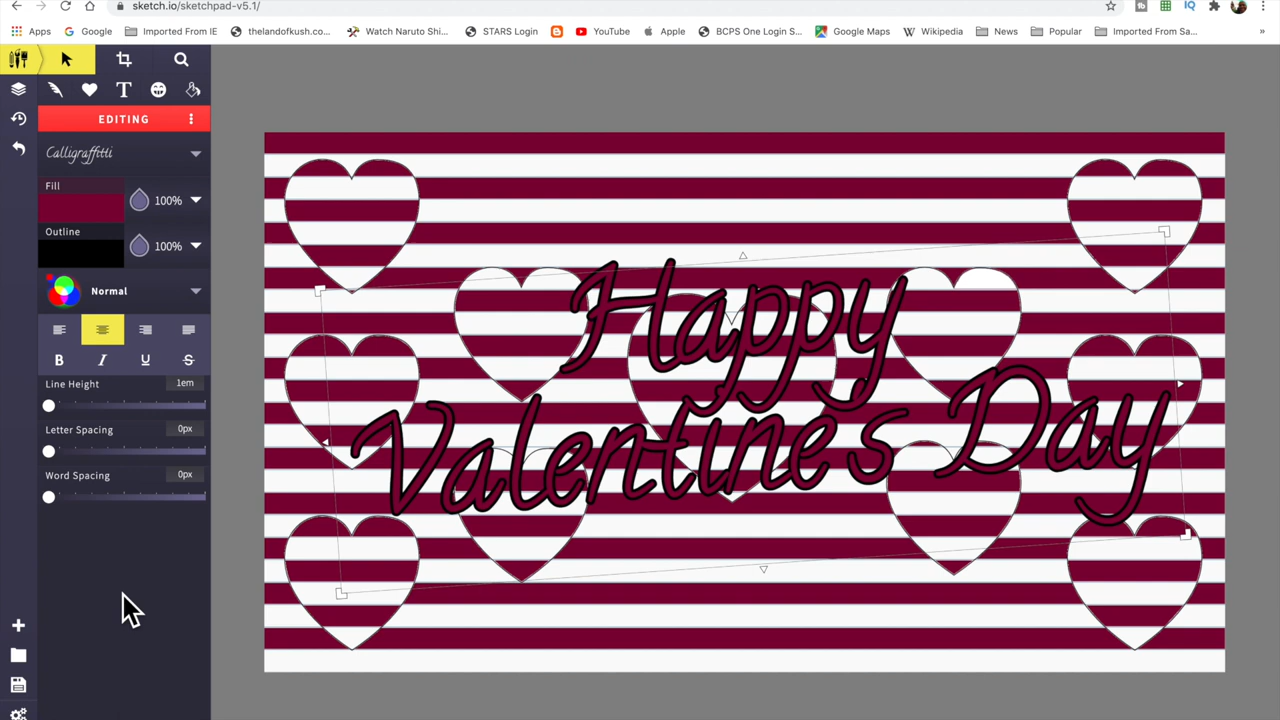 sketch.io/sketchpad-v5.1/
Apps Google Imported From IE thelandofkush.co... Watch Naruto Shi... STARS Login YouTube Apple BCPS One Login S... Google Maps Wikipedia News Popular Imported From Sa... »
T
EDITING
Calligraffitti
Fill
100%
Outline
100%
Normal
B I U S
Line Height 1em
Letter Spacing 0px
Word Spacing 0px
Happy
Valentines Day